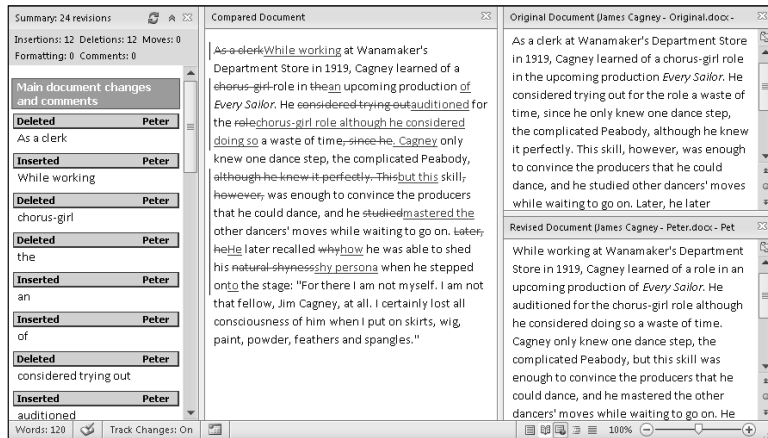 Summary: 24 revisions
Insertions: 12 Deletions: 12 Moves: 0
Formatting: 0 Comments: 0
Main document changes
and comments
Deleted Peter
As a clerk
Inserted Peter
While working
Deleted Peter
chorus-girl
Deleted Peter
the
Inserted Peter
an
Inserted Peter
of
Deleted Peter
considered trying out
Inserted Peter
auditioned
Compared Document
As a clerkWhile working at Wanamaker's
Department Store in 1919, Cagney learned of a
chorus-girl role in thean upcoming production of
Every Sailor. He considered trying outauditioned for
the rolechorus-girl role although he considered
doing so a waste of time, since he. Cagney only
knew one dance step, the complicated Peabody,
although he knew it perfectly. Thisbut this skill,
however, was enough to convince the producers
that he could dance, and he studiedmastered the
other dancers' moves while waiting to go on. Later,
heHe later recalled whyhow he was able to shed
his natural shynessshy persona when he stepped
onto the stage: "For there I am not myself. I am not
that fellow, Jim Cagney, at all. I certainly lost all
consciousness of him when I put on skirts, wig,
paint, powder, feathers and spangles."
Original Document (James Cagney - Original.docx -
As a clerk at Wanamaker's Department Store
in 1919, Cagney learned of a chorus-girl role
in the upcoming production Every Sailor. He
considered trying out for the role a waste of
time, since he only knew one dance step,
the complicated Peabody, although he knew
it perfectly. This skill, however, was enough
to convince the producers that he could
dance, and he studied other dancers' moves
while waiting to go on. Later, he later
Revised Document (James Cagney - Peter.docx - Pet
While working at Wanamaker's Department
Store in 1919, Cagney learned of a role in an
upcoming production of Every Sailor. He
auditioned for the chorus-girl role although
he considered doing so a waste of time.
Cagney only knew one dance step, the
complicated Peabody, but this skill was
enough to convince the producers that he
could dance, and he mastered the other
dancers' moves while waiting to go on. He
Words: 120 Track Changes: On 100%